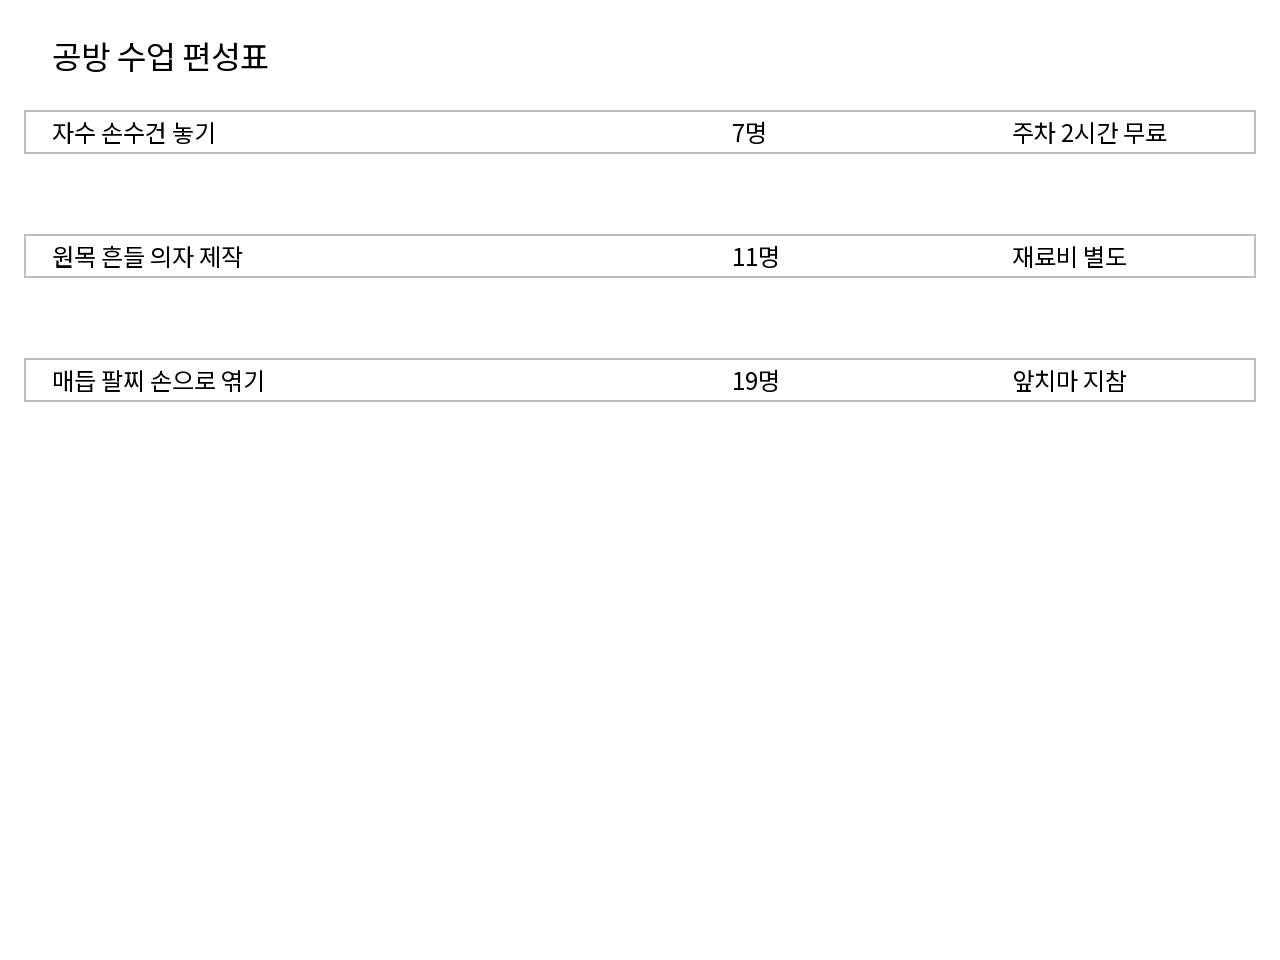 공방 수업 편성표
자수 손수건 놓기 7명 주차 2시간 무료
원목 흔들 의자 제작 11명 재료비 별도
매듭 팔찌 손으로 엮기 19명 앞치마 지참